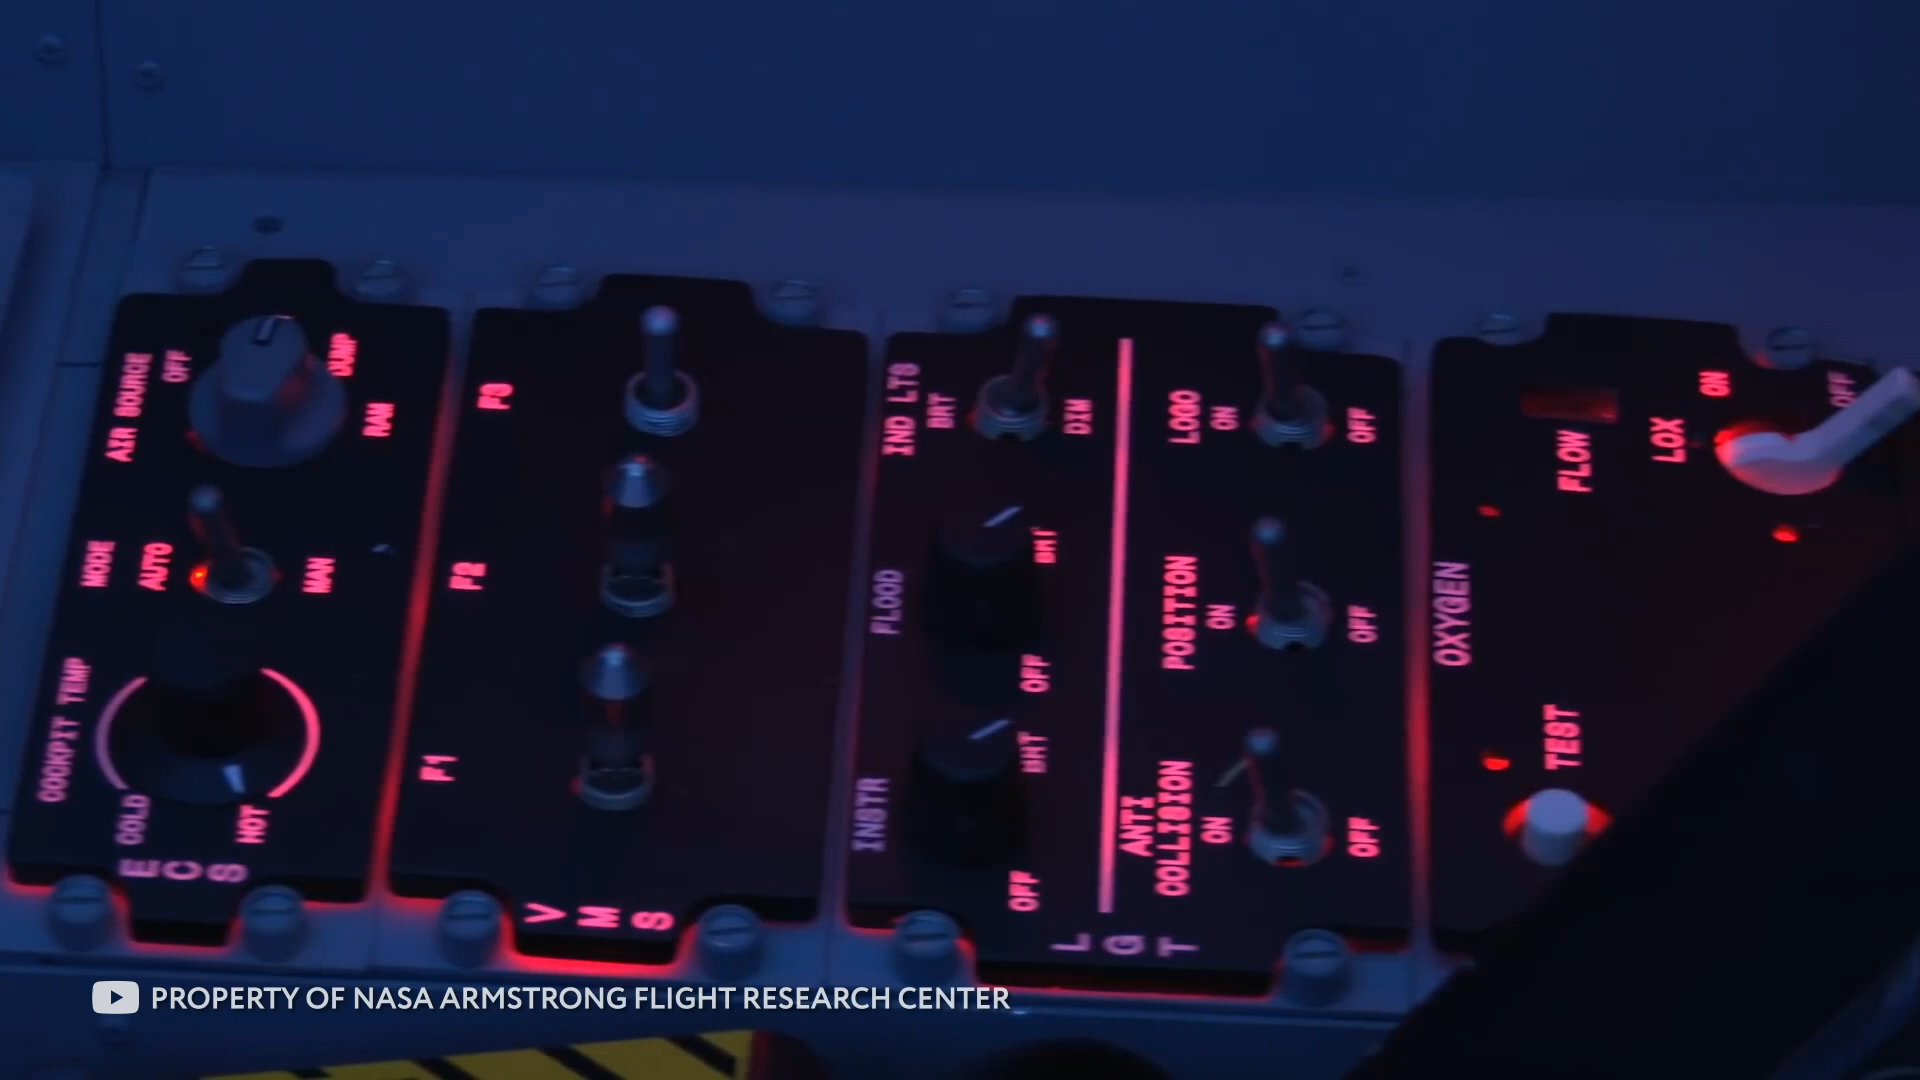 AIR SOURCE
OFF
DUMP
RAM
MODE
AUTO
MAN
COCKPIT TEMP
COLD
HOT
ECS
F3
F2
F1
VMS
IND LTS
BRT
DIM
FLOOD
BRT
OFF
INSTR
BRT
OFF
LOGO
ON
OFF
POSITION
ON
OFF
ANTI
COLLISION
ON
OFF
LGT
FLOW
LOX
ON
OFF
OXYGEN
TEST
PROPERTY OF NASA ARMSTRONG FLIGHT RESEARCH CENTER